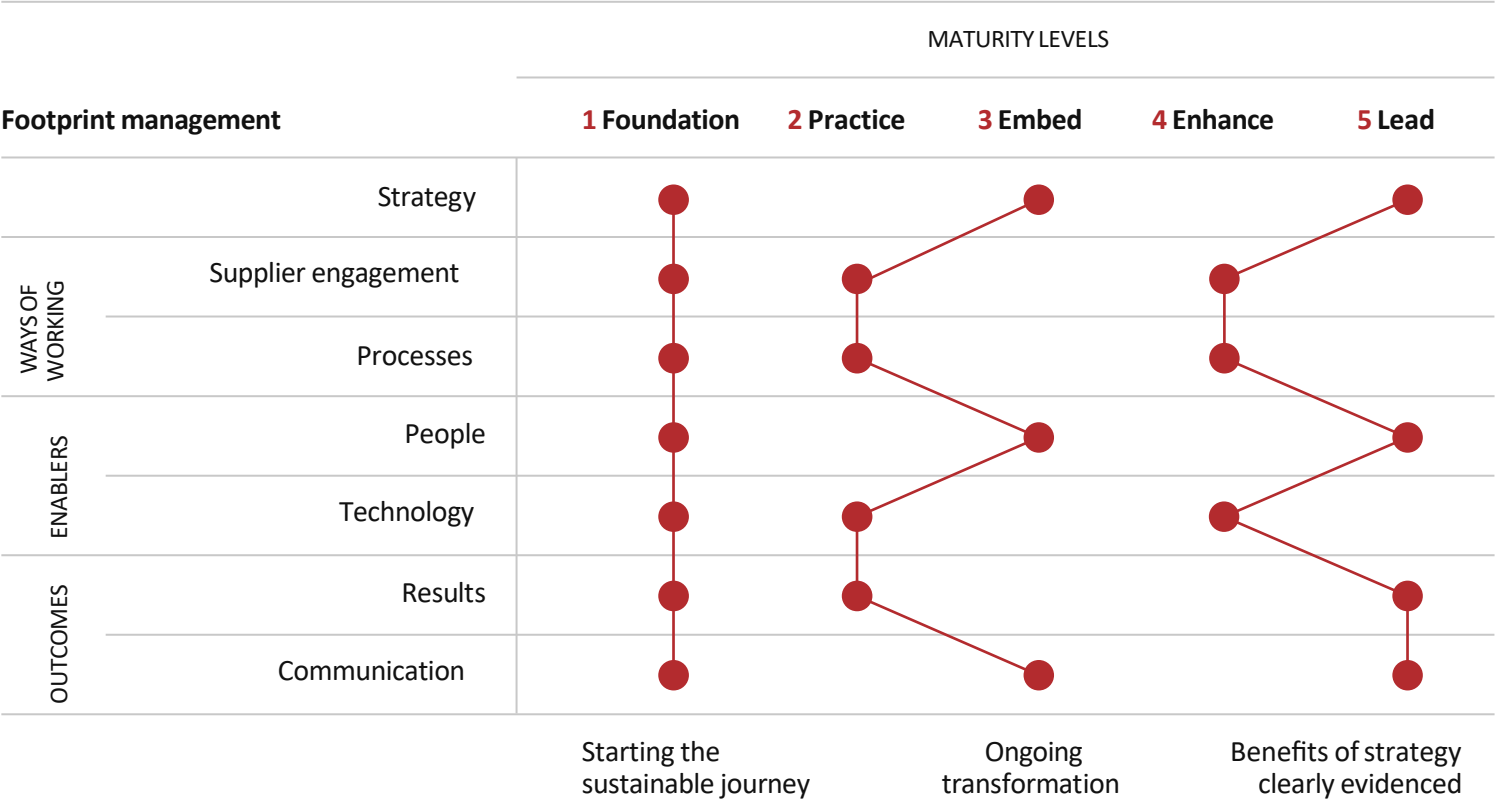 MATURITY LEVELS
Footprint management
1 Foundation
2 Practice
3 Embed
4 Enhance
5 Lead
Strategy
WAYS OF
WORKING
Supplier engagement
Processes
ENABLERS
People
Technology
OUTCOMES
Results
Communication
Starting the
sustainable journey
Ongoing
transformation
Benefits of strategy
clearly evidenced